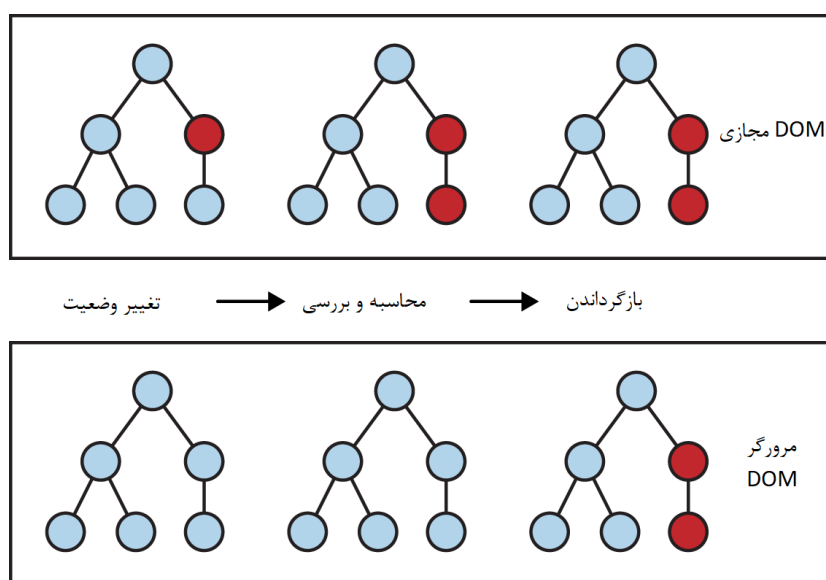 DOM مجازی
تغییر وضعیت
محاسبه و بررسی
بازگرداندن
مرورگر
DOM